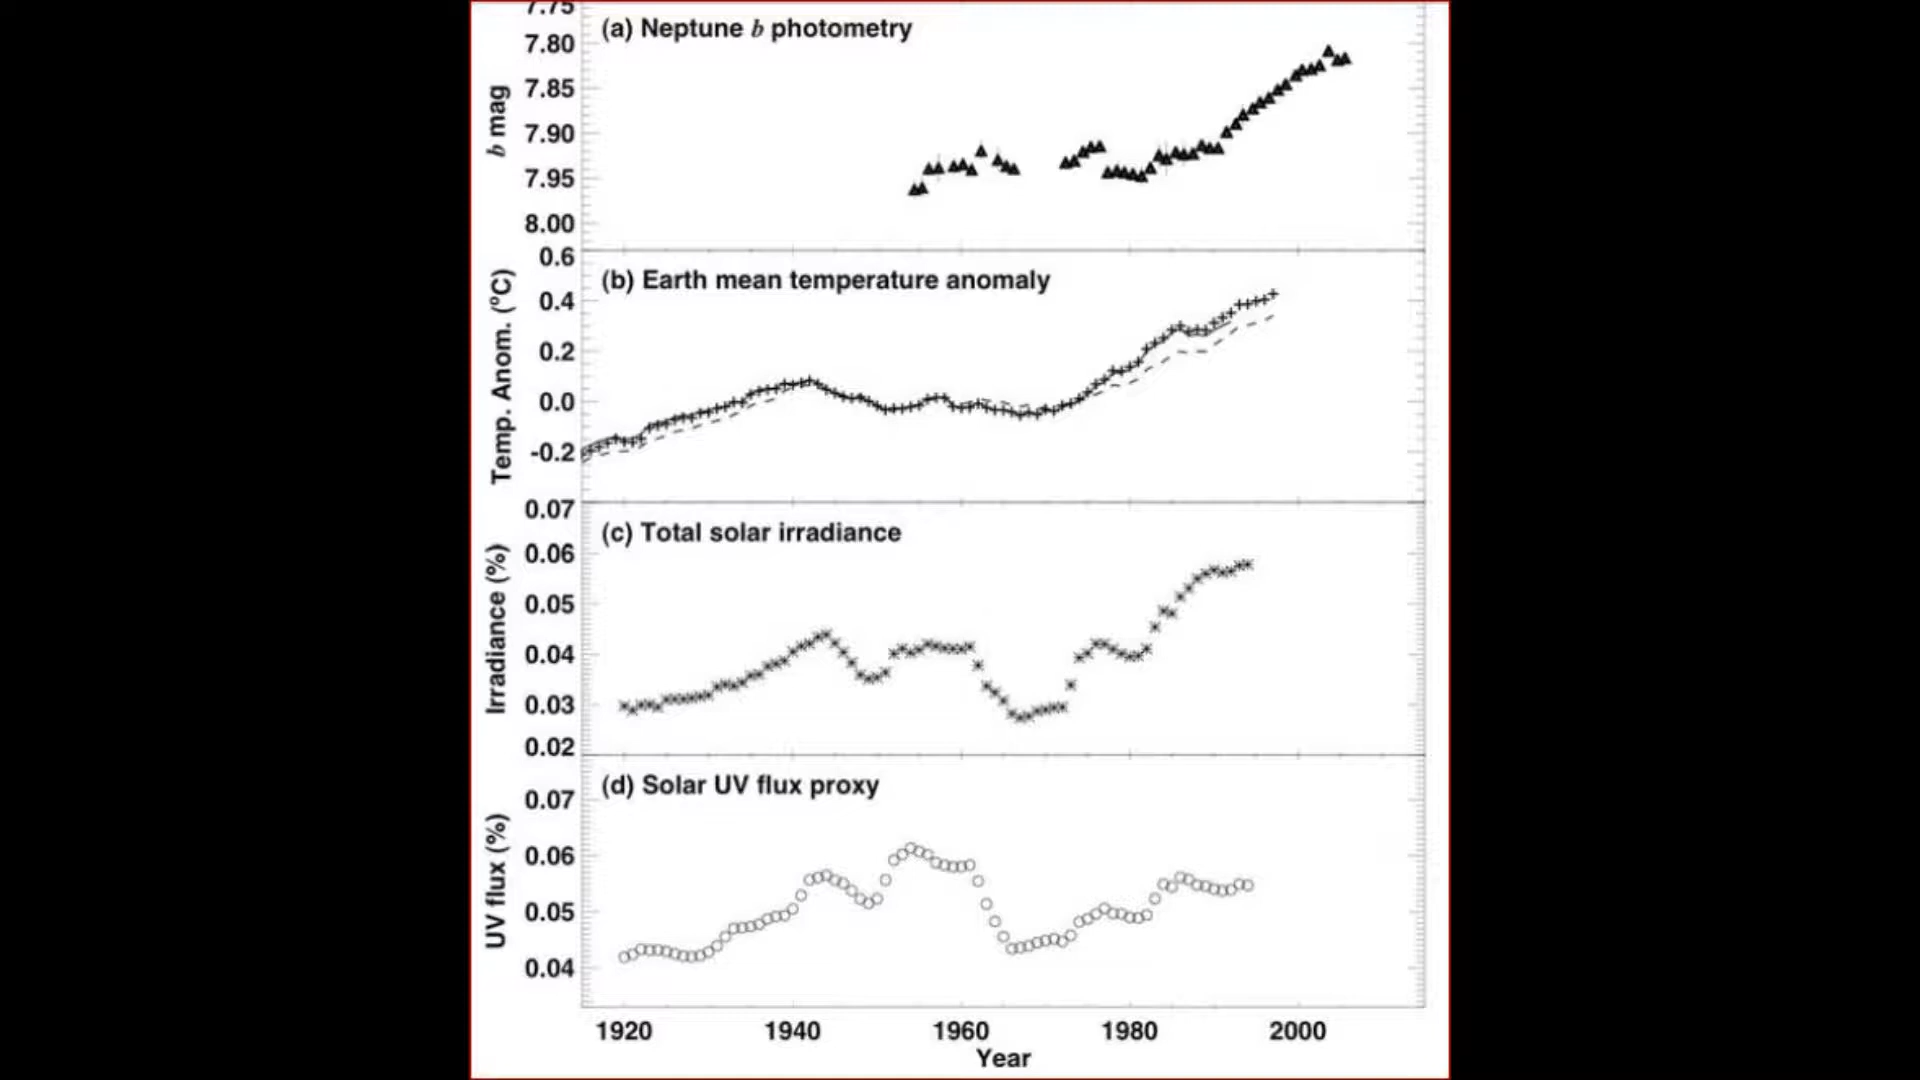 7.75
(a) Neptune b photometry
7.80
7.85
7.90
7.95
8.00
b mag
0.6
(b) Earth mean temperature anomaly
0.4
0.2
0.0
-0.2
Temp. Anom. (°C)
0.07
(c) Total solar irradiance
0.06
0.05
0.04
0.03
0.02
Irradiance (%)
(d) Solar UV flux proxy
0.07
0.06
0.05
0.04
UV flux (%)
1920 1940 1960 1980 2000
Year